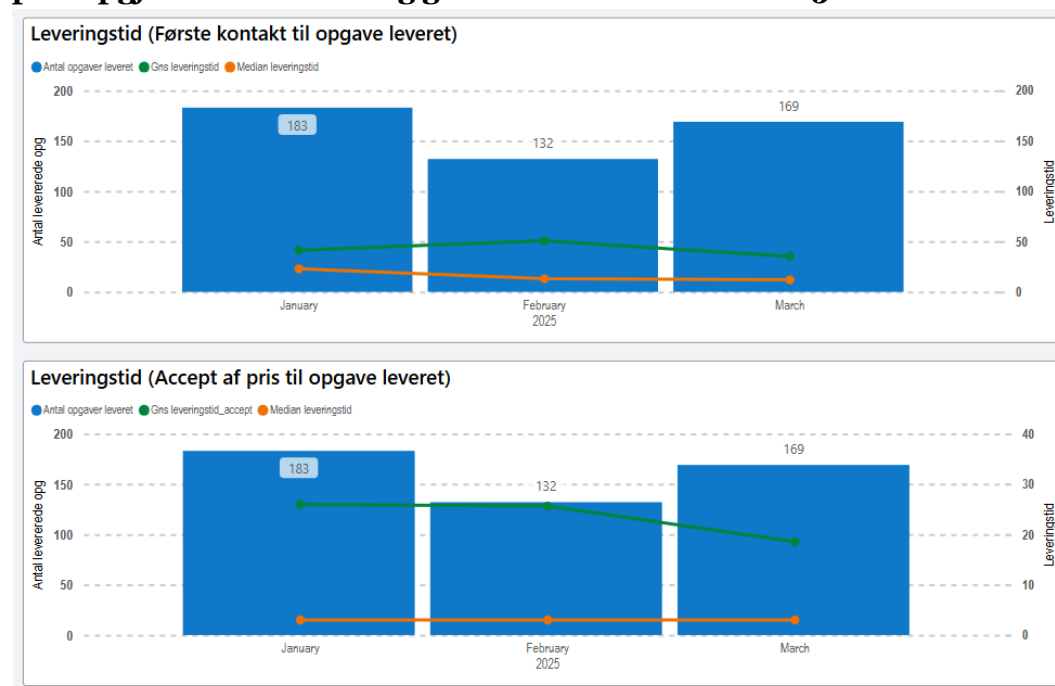 Leveringstid (Første kontakt til opgave leveret)
Antal opgaver leveret Gns leveringstid Median leveringstid
200 200
169
183
150 150
132
100 100
50 50
0 0
Antal levererede opg
Leveringstid
January February March
2025
Leveringstid (Accept af pris til opgave leveret)
Antal opgaver leveret Gns leveringstid_accept Median leveringstid
200 40
169
183
150 30
132
100 20
50 10
0 0
Antal levererede opg
Leveringstid
January February March
2025